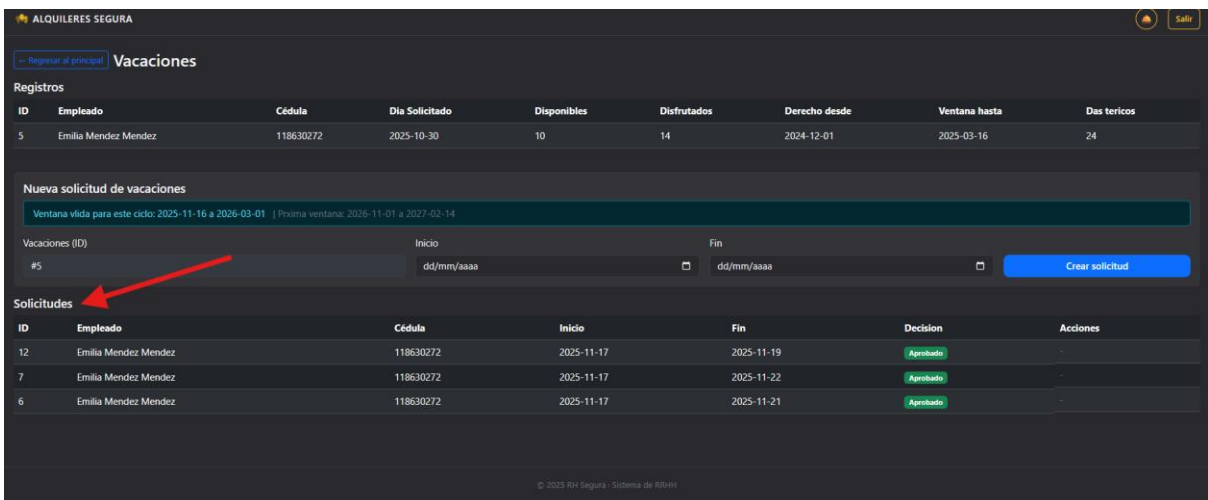 ALQUILERES SEGURA Salir
← Regresar al principal Vacaciones
Registros
ID Empleado Cédula Dia Solicitado Disponibles Disfrutados Derecho desde Ventana hasta Das tericos
5 Emilia Mendez Mendez 118630272 2025-10-30 10 14 2024-12-01 2025-03-16 24
Nueva solicitud de vacaciones
Ventana vlida para este ciclo: 2025-11-16 a 2026-03-01 | Prxima ventana: 2026-11-01 a 2027-02-14
Vacaciones (ID) Inicio Fin
#5 dd/mm/aaaa dd/mm/aaaa Crear solicitud
Solicitudes
ID Empleado Cédula Inicio Fin Decision Acciones
12 Emilia Mendez Mendez 118630272 2025-11-17 2025-11-19 Aprobado -
7 Emilia Mendez Mendez 118630272 2025-11-17 2025-11-22 Aprobado -
6 Emilia Mendez Mendez 118630272 2025-11-17 2025-11-21 Aprobado -
© 2025 RH Segura · Sistema de RRHH